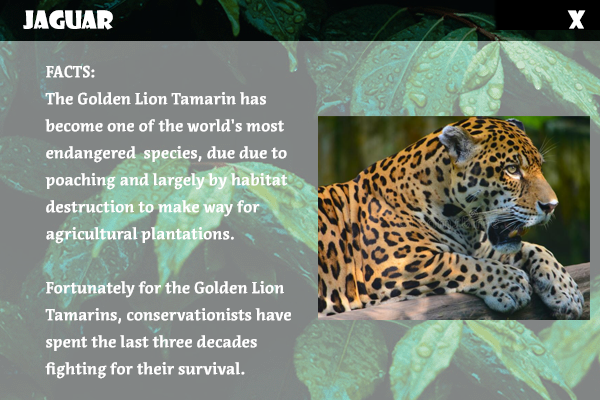 JAGUAR X
FACTS:
The Golden Lion Tamarin has
become one of the world's most
endangered  species, due due to
poaching and largely by habitat
destruction to make way for
agricultural plantations.
Fortunately for the Golden Lion
Tamarins, conservationists have
spent the last three decades
fighting for their survival.